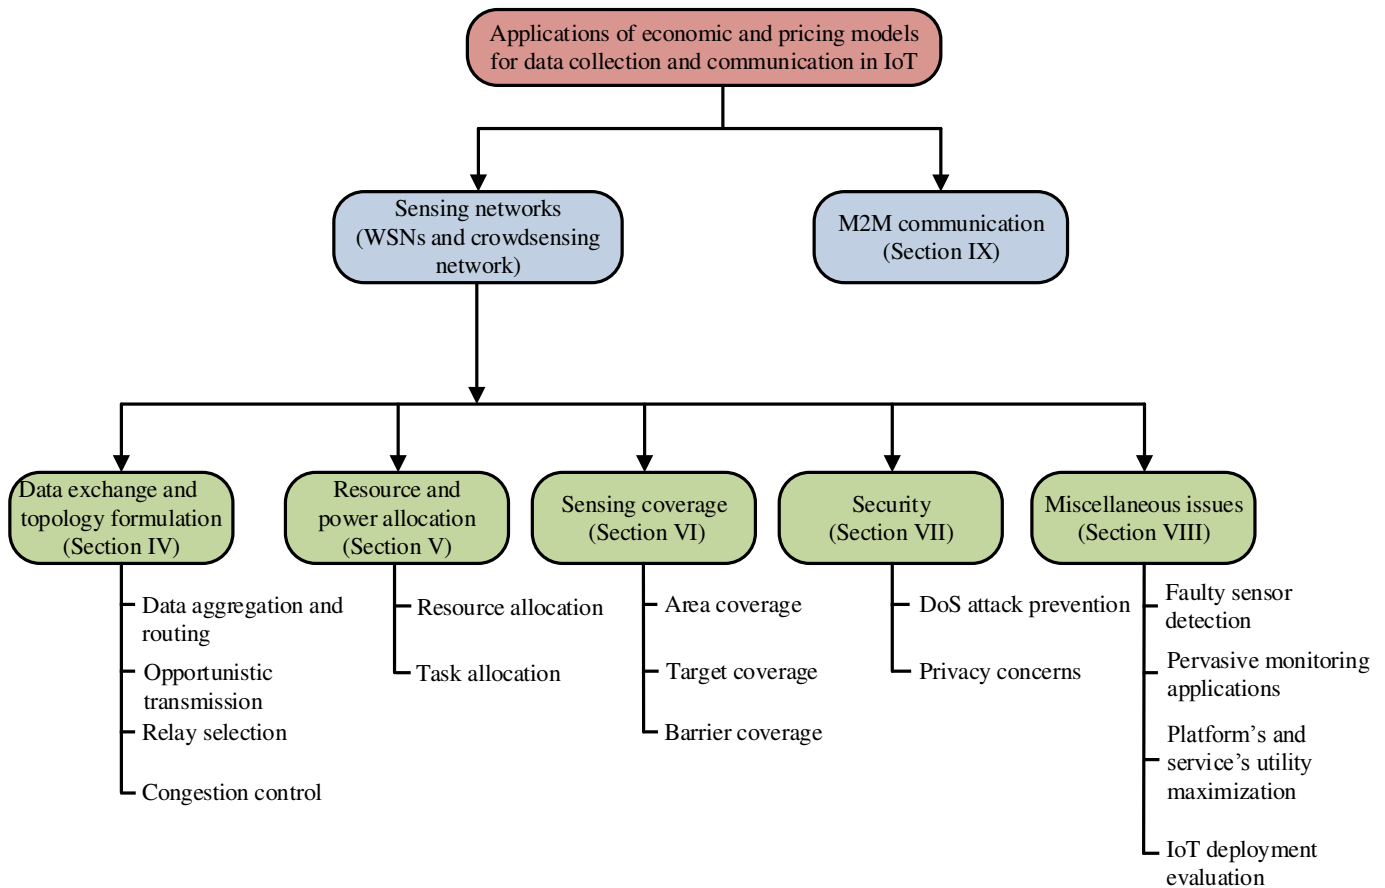 Applications of economic and pricing models
for data collection and communication in IoT
Sensing networks
(WSNs and crowdsensing
network)
M2M communication
(Section IX)
Data exchange and
topology formulation
(Section IV)
Resource and
power allocation
(Section V)
Sensing coverage
(Section VI)
Security
(Section VII)
Miscellaneous issues
(Section VIII)
Data aggregation and
routing
Opportunistic
transmission
Relay selection
Congestion control
Resource allocation
Task allocation
Area coverage
Target coverage
Barrier coverage
DoS attack prevention
Privacy concerns
Faulty sensor
detection
Pervasive monitoring
applications
Platform's and
service's utility
maximization
IoT deployment
evaluation